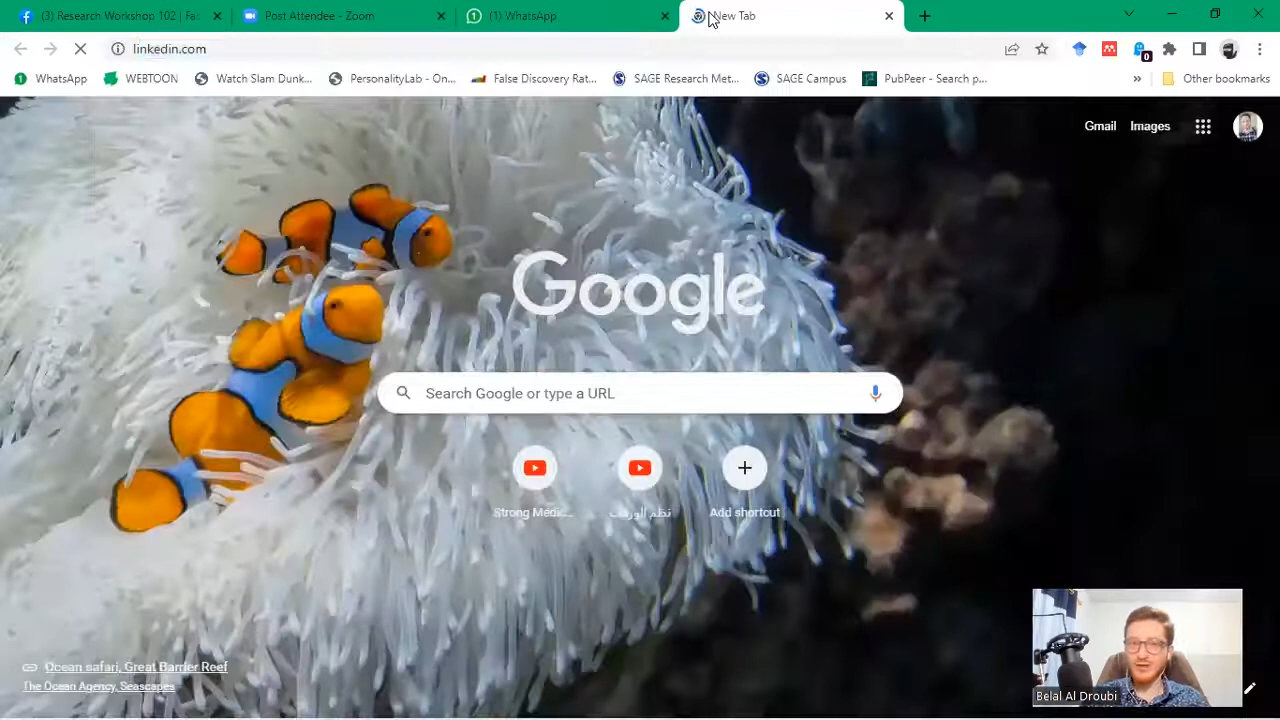 (3) Research Workshop 102 | Fa
Post Attendee - Zoom
(1) WhatsApp
New Tab
linkedin.com
0
WhatsApp
WEBTOON
Watch Slam Dunk...
PersonalityLab - On...
False Discovery Rat...
SAGE Research Met...
SAGE Campus
PubPeer - Search p...
»
Other bookmarks
Gmail
Images
Google
Search Google or type a URL
Strong Medic...
Add shortcut
Ocean safari, Great Barrier Reef
The Ocean Agency, Seascapes
Belal Al Droubi